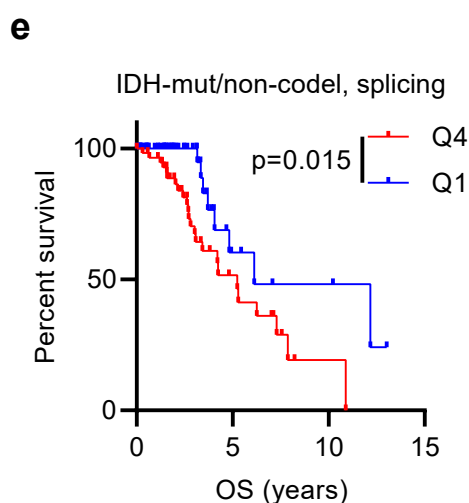 e
IDH-mut/non-codel, splicing
p=0.015
Q4
Q1
Percent survival
100
50
0
0 5 10 15
OS (years)